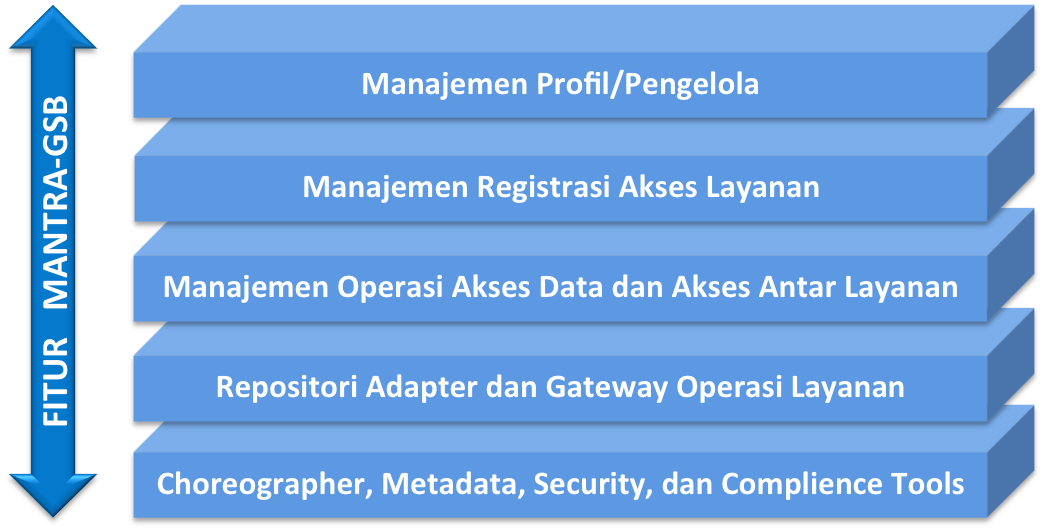 FITUR MANTRA-GSB
Manajemen Profil/Pengelola
Manajemen Registrasi Akses Layanan
Manajemen Operasi Akses Data dan Akses Antar Layanan
Repositori Adapter dan Gateway Operasi Layanan
Choreographer, Metadata, Security, dan Complience Tools